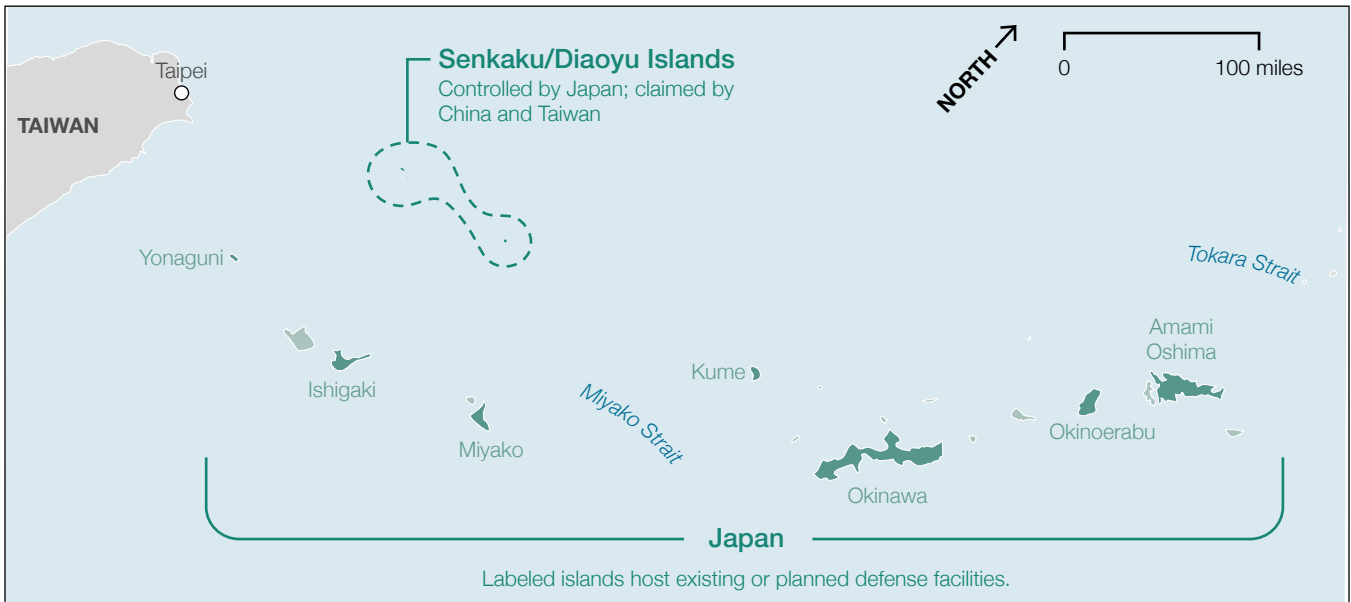 Senkaku/Diaoyu Islands
Controlled by Japan; claimed by
China and Taiwan
NORTH
0
100 miles
Taipei
TAIWAN
Yonaguni
Tokara Strait
Amami
Oshima
Kume
Ishigaki
Miyako Strait
Miyako
Okinoerabu
Okinawa
Japan
Labeled islands host existing or planned defense facilities.